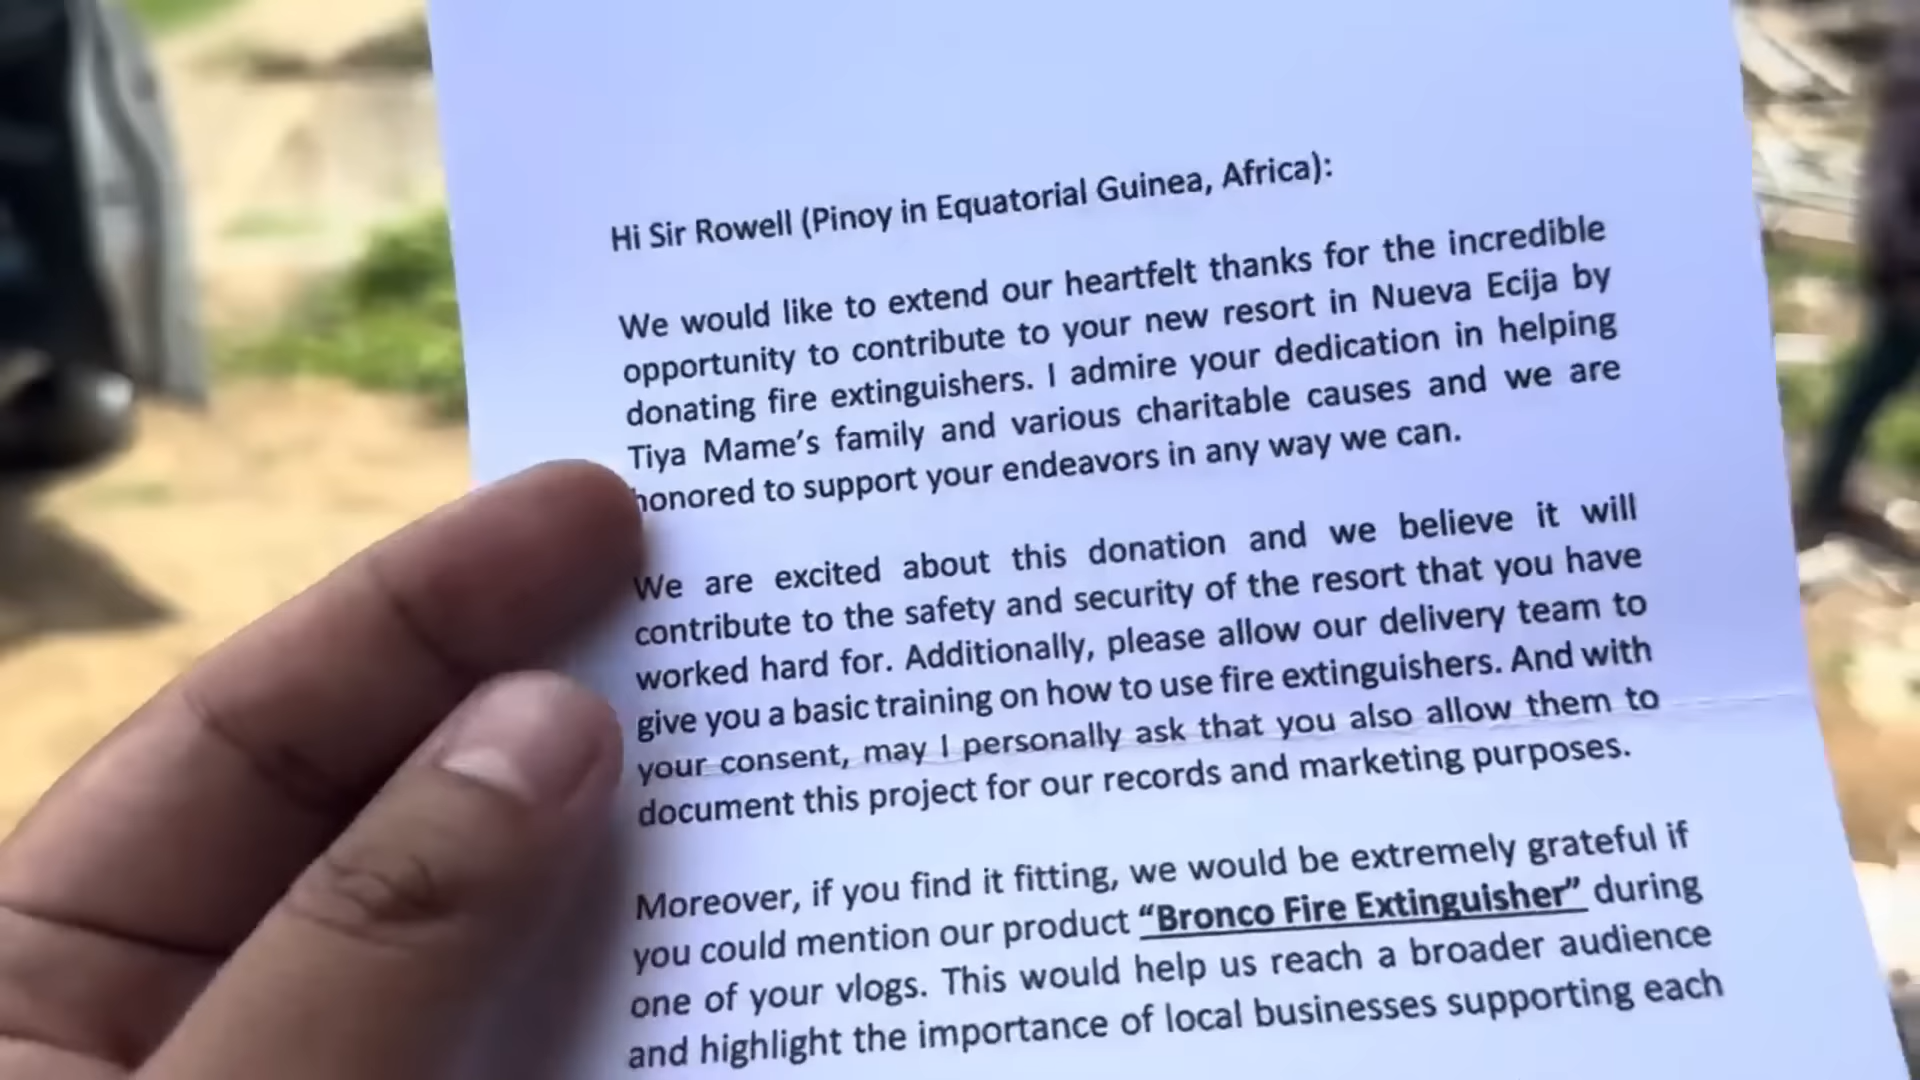 Hi Sir Rowell (Pinoy in Equatorial Guinea, Africa):
We would like to extend our heartfelt thanks for the incredible
opportunity to contribute to your new resort in Nueva Ecija by
donating fire extinguishers. I admire your dedication in helping
Tiya Mame's family and various charitable causes and we are
honored to support your endeavors in any way we can.
We are excited about this donation and we believe it will
contribute to the safety and security of the resort that you have
worked hard for. Additionally, please allow our delivery team to
give you a basic training on how to use fire extinguishers. And with
your consent, may I personally ask that you also allow them to
document this project for our records and marketing purposes.
Moreover, if you find it fitting, we would be extremely grateful if
you could mention our product “Bronco Fire Extinguisher” during
one of your vlogs. This would help us reach a broader audience
and highlight the importance of local businesses supporting each